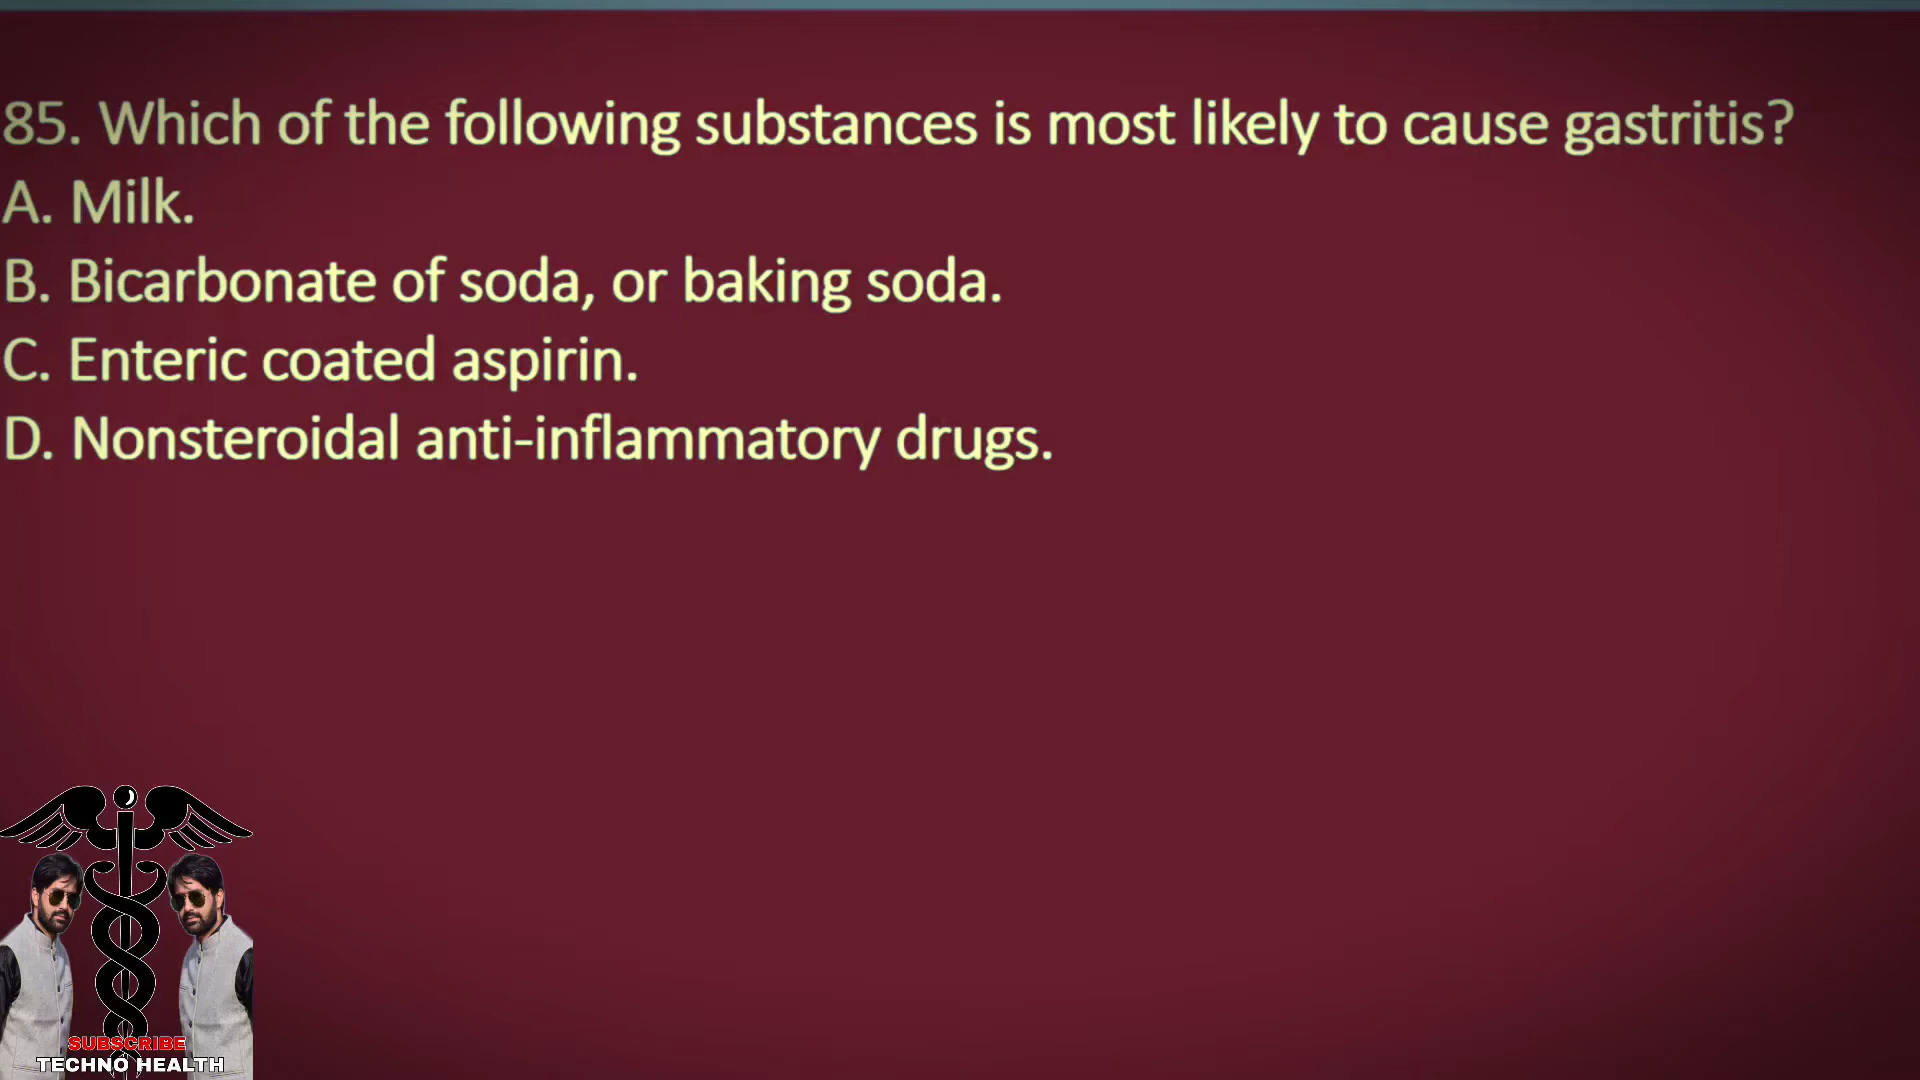 85. Which of the following substances is most likely to cause gastritis?
A. Milk.
B. Bicarbonate of soda, or baking soda.
C. Enteric coated aspirin.
D. Nonsteroidal anti-inflammatory drugs.
SUBSCRIBE
TECHNO HEALTH